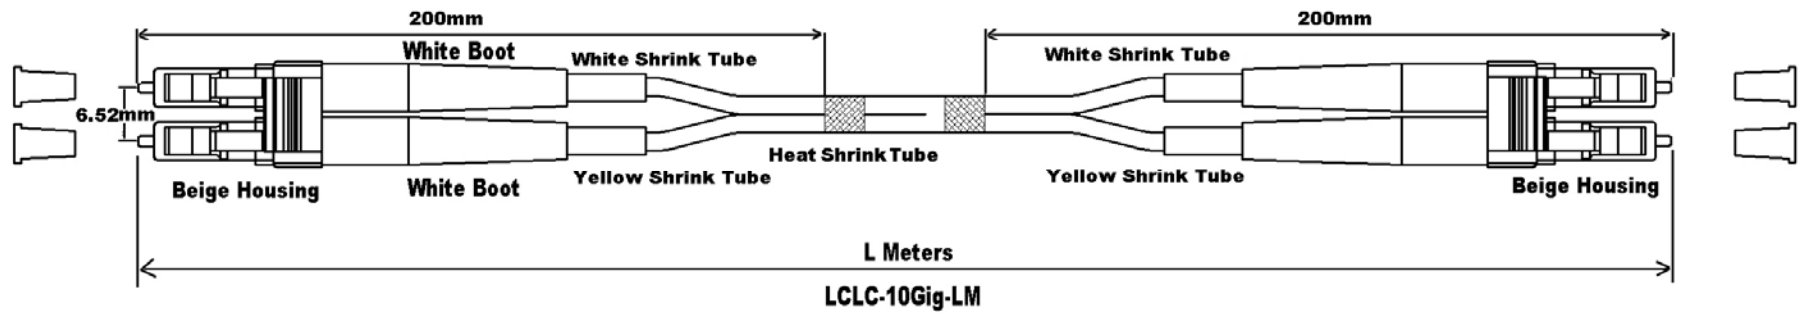 200mm
200mm
White Boot
White Shrink Tube
White Shrink Tube
6.52mm
Heat Shrink Tube
Beige Housing
White Boot
Yellow Shrink Tube
Yellow Shrink Tube
Beige Housing
L Meters
LCLC-10Gig-LM